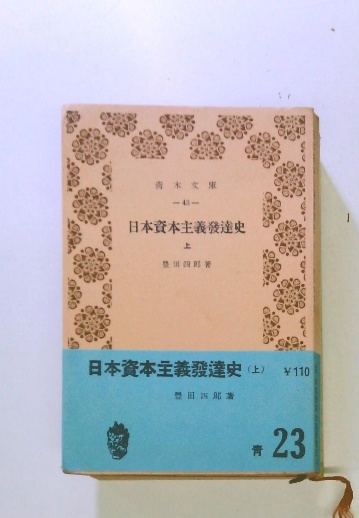 青木文庫
—43—
日本資本主義發達史
上
豊田四郎著
日本資本主義發達史(上) ¥110
豊田四郎著
青 23